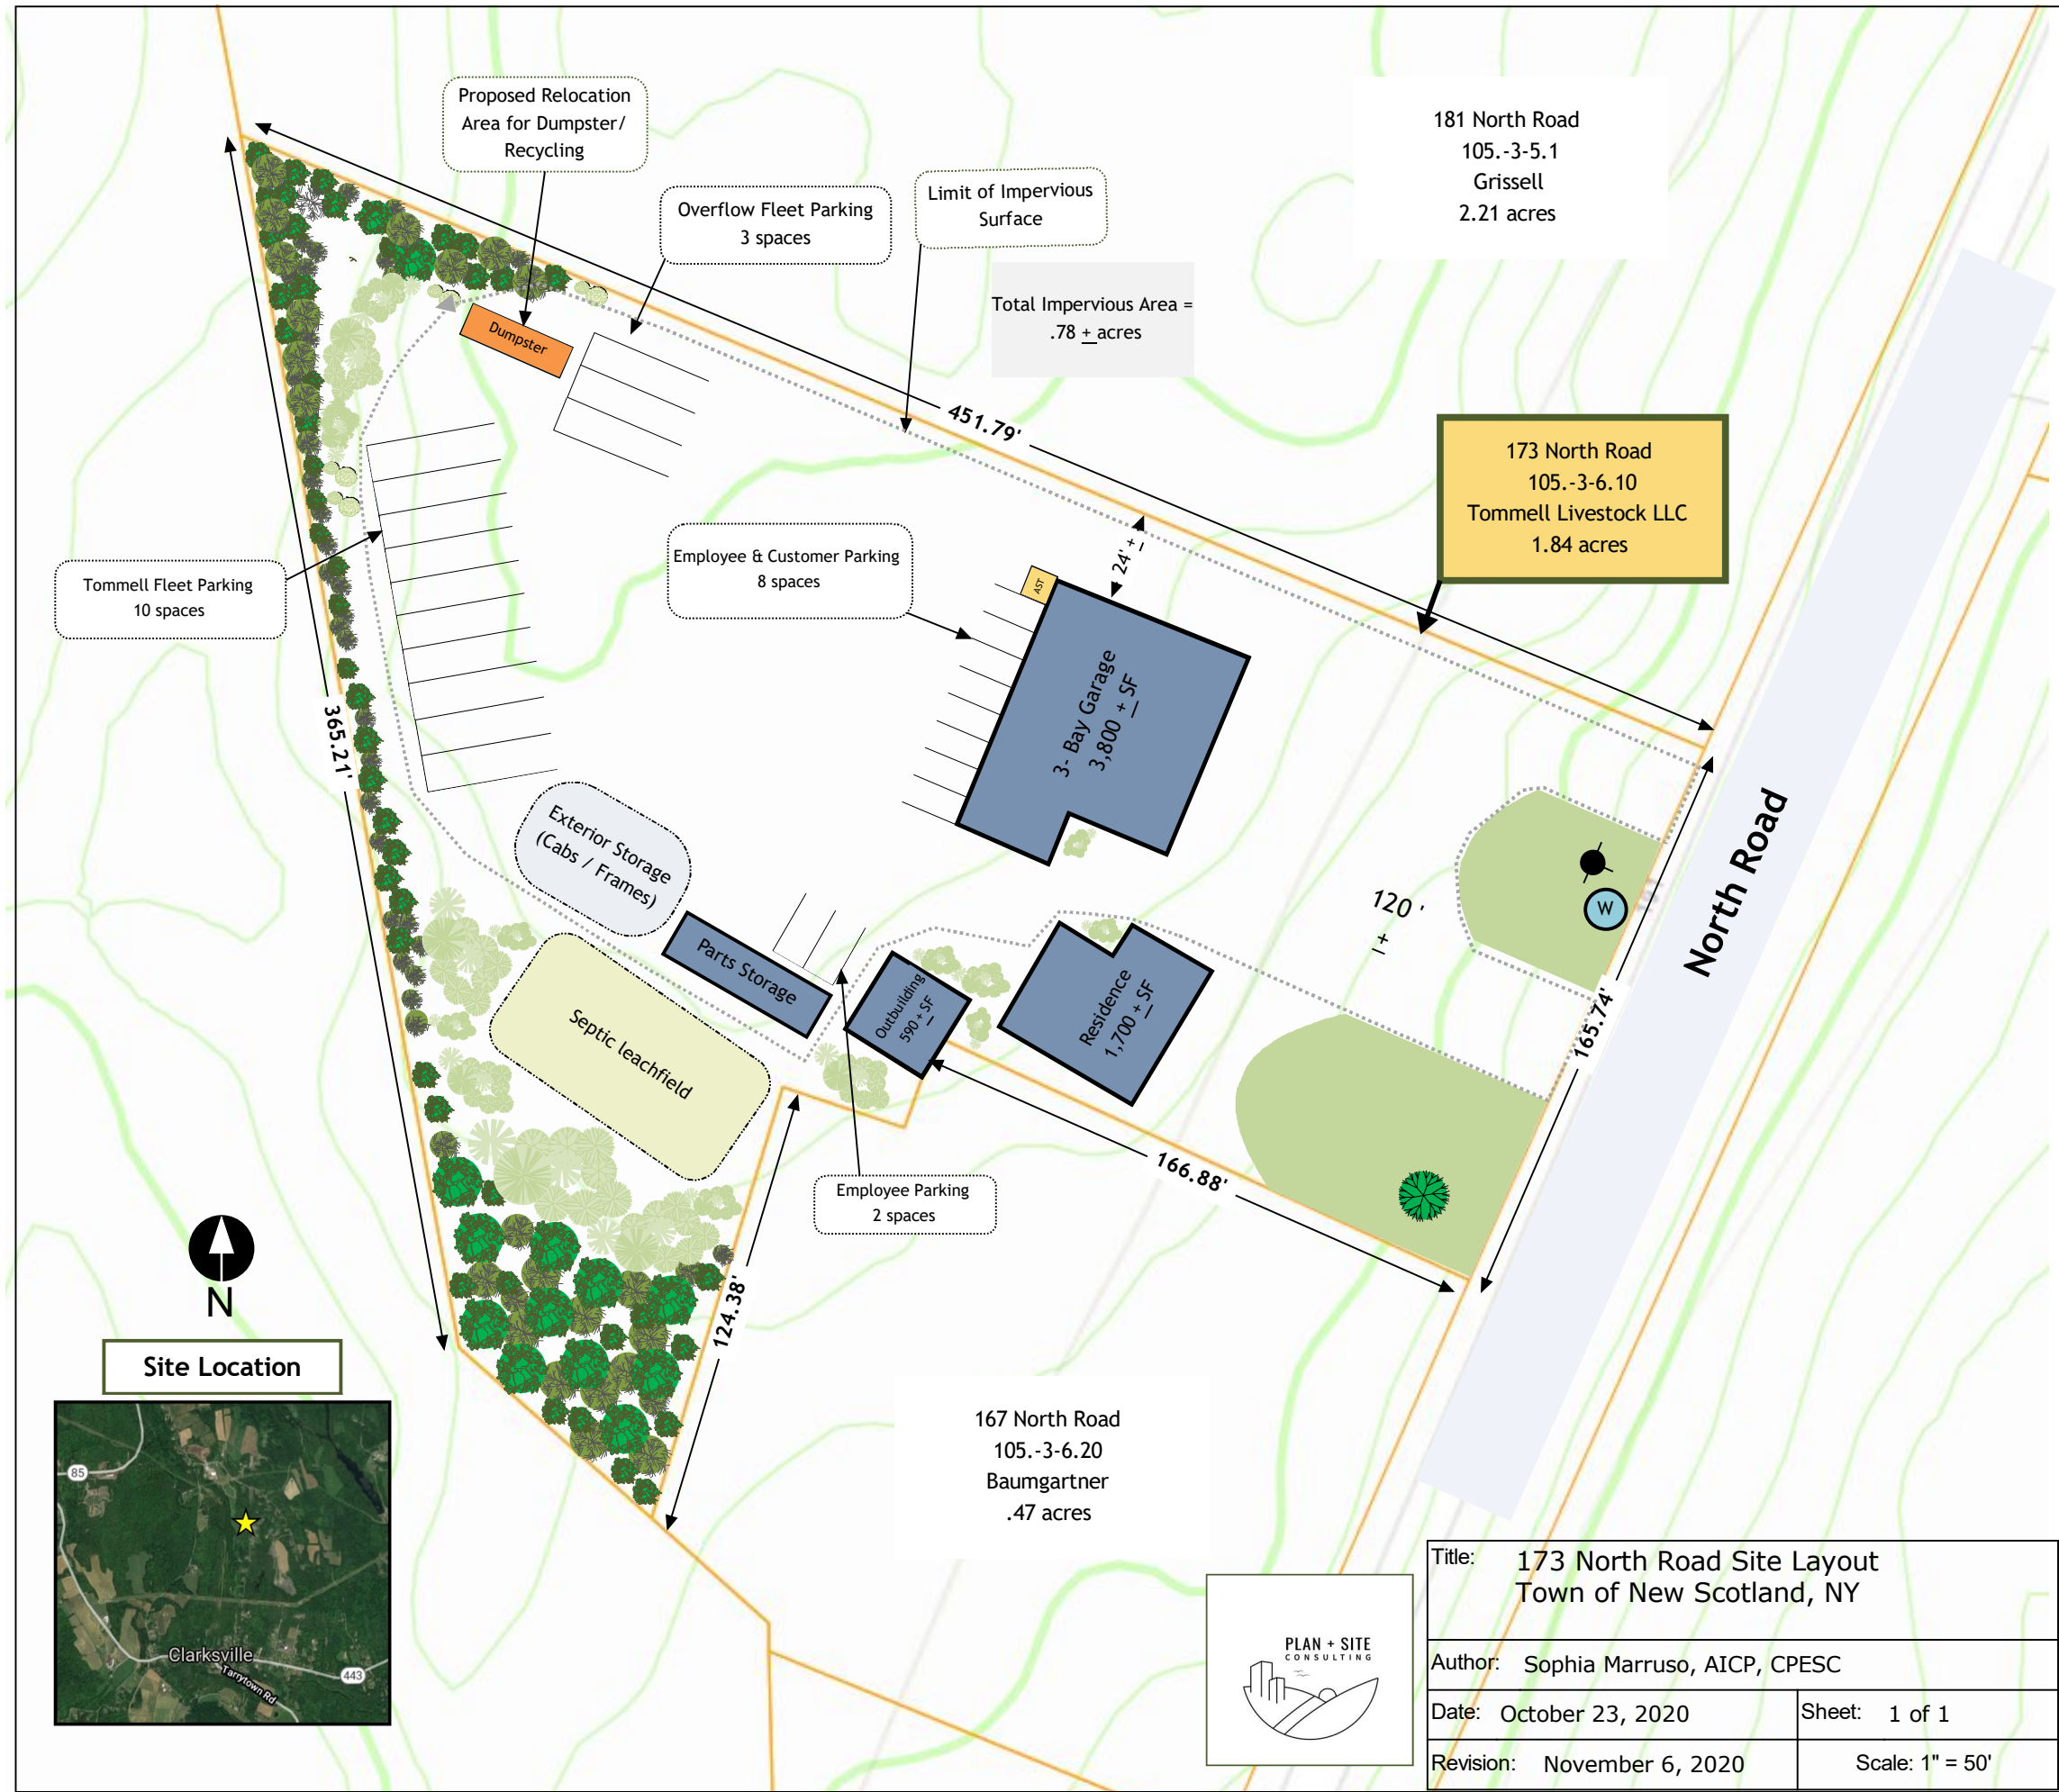 Proposed Relocation
Area for Dumpster/
Recycling
Overflow Fleet Parking
3 spaces
Limit of Impervious
Surface
Total Impervious Area =
.78 + acres
181 North Road
105.-3-5.1
Grissell
2.21 acres
Dumpster
451.79'
173 North Road
105.-3-6.10
Tommell Livestock LLC
1.84 acres
Tommell Fleet Parking
10 spaces
Employee & Customer Parking
8 spaces
24' +
AST
3- Bay Garage
3,800 + SF
365.21'
Exterior Storage
(Cabs / Frames)
Parts Storage
Septic leachfield
Outbuilding
590 + SF
Residence
1,700 + SF
120 '
+
W
North Road
165.74'
166.88'
Employee Parking
2 spaces
124.38'
N
Site Location
85
Clarksville
Tarrytown Rd
443
167 North Road
105.-3-6.20
Baumgartner
.47 acres
PLAN + SITE
CONSULTING
Title: 173 North Road Site Layout
Town of New Scotland, NY
Author: Sophia Marruso, AICP, CPESC
Date: October 23, 2020
Sheet: 1 of 1
Revision: November 6, 2020
Scale: 1" = 50'